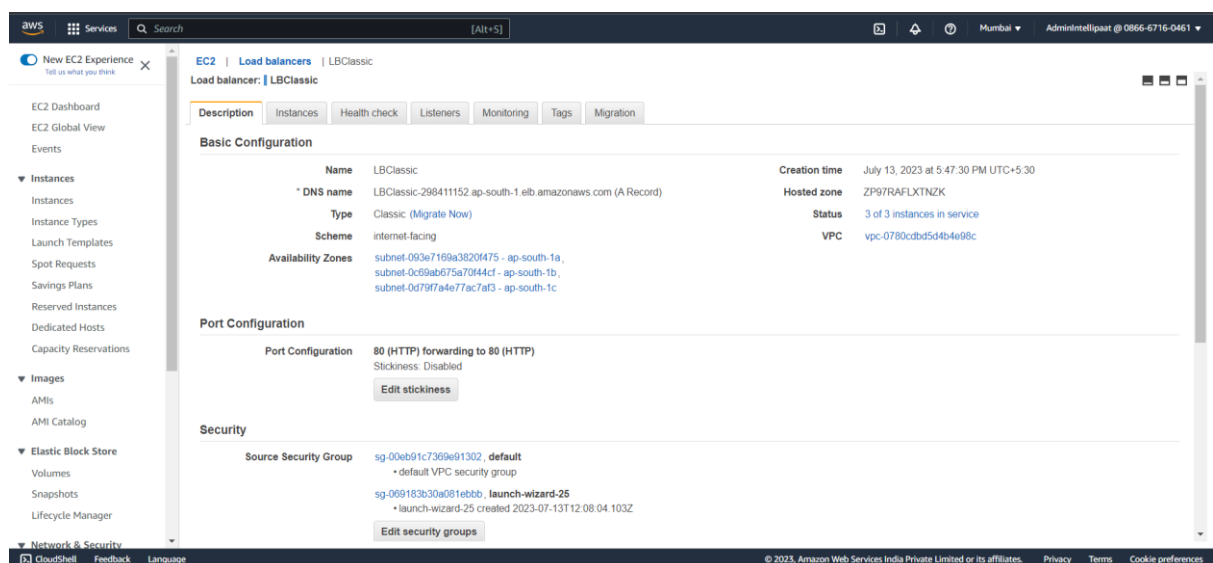 aws Services Search [Alt+S] Mumbai ▼ AdminIntellipaat @ 0866-6716-0461 ▼
New EC2 Experience
Tell us what you think
EC2 Dashboard
EC2 Global View
Events
▼ Instances
Instances
Instance Types
Launch Templates
Spot Requests
Savings Plans
Reserved Instances
Dedicated Hosts
Capacity Reservations
▼ Images
AMIs
AMI Catalog
▼ Elastic Block Store
Volumes
Snapshots
Lifecycle Manager
▼ Network & Security
EC2 | Load balancers | LBClassic
Load balancer: LBClassic
Description Instances Health check Listeners Monitoring Tags Migration
Basic Configuration
Name LBClassic
* DNS name LBClassic-298411152.ap-south-1.elb.amazonaws.com (A Record)
Type Classic (Migrate Now)
Scheme internet-facing
Availability Zones subnet-093e7169a3820f475 - ap-south-1a,
subnet-0c69ab675a70f44cf - ap-south-1b,
subnet-0d79f7a4e77ac7af3 - ap-south-1c
Creation time July 13, 2023 at 5:47:30 PM UTC+5:30
Hosted zone ZP97RAFLXTNZK
Status 3 of 3 instances in service
VPC vpc-0780cdbd5d4b4e98c
Port Configuration
Port Configuration 80 (HTTP) forwarding to 80 (HTTP)
Stickiness: Disabled
Edit stickiness
Security
Source Security Group sg-00eb91c7369e91302, default
• default VPC security group
sg-069183b30a081ebbb, launch-wizard-25
• launch-wizard-25 created 2023-07-13T12:08:04.103Z
Edit security groups
CloudShell Feedback Language © 2023, Amazon Web Services India Private Limited or its affiliates. Privacy Terms Cookie preferences